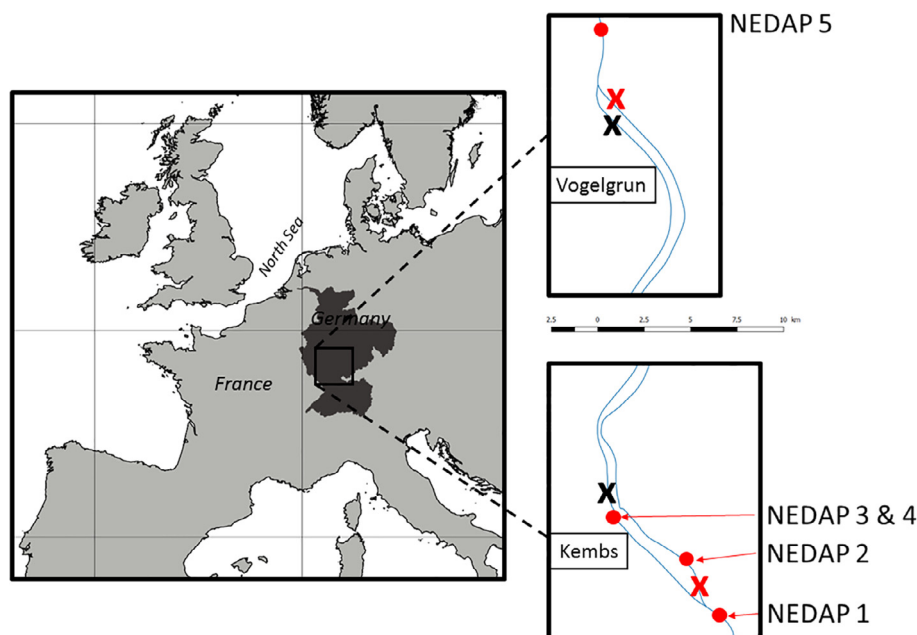 NEDAP 5
X
X
Vogelgrun
North Sea
Germany
France
2.5 0 2.5 5 7.5 10 km
X
NEDAP 3 & 4
NEDAP 2
Kembs
X
NEDAP 1